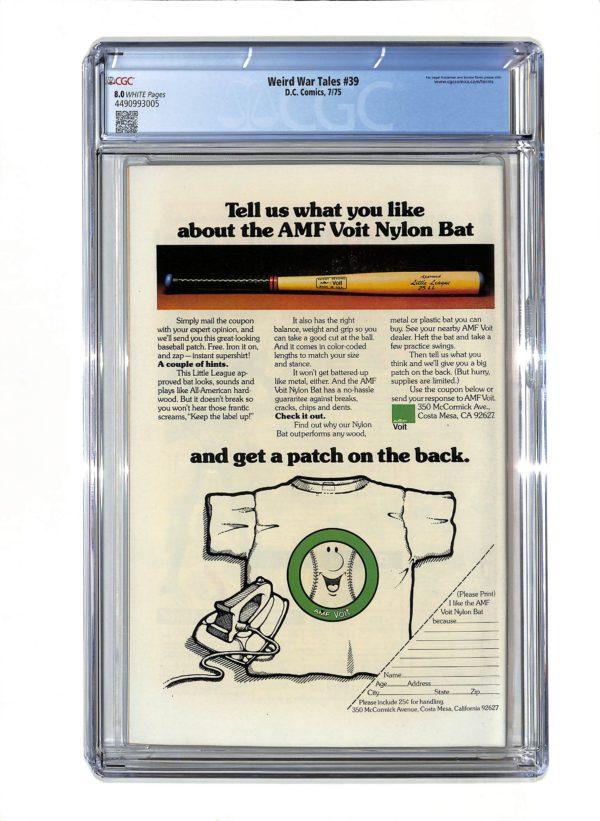 CGC
8.0 WHITE Pages
4490993005
Weird War Tales #39
D.C. Comics, 7/75
www.cgccomics.com/terms
CGC
Tell us what you like
about the AMF Voit Nylon Bat
Voit
Approved
Little League
Simply mail the coupon
with your expert opinion, and
we'll send you this great-looking
baseball patch. Free. Iron it on,
and zap — instant supershirt!
A couple of hints.
This Little League ap-
proved bat looks, sounds and
plays like All-American hard-
wood. But it doesn't break so
you won't hear those frantic
screams, "Keep the label up!"
It also has the right
balance, weight and grip so you
can take a good cut at the ball.
And it comes in color-coded
lengths to match your size
and stance.
It won't get battered up
like metal, either. And the AMF
Voit Nylon Bat has a no-hassle
guarantee against breaks,
cracks, chips and dents.
Check it out.
Find out why our Nylon
Bat outperforms any wood,
metal or plastic bat you can
buy. See your nearby AMF Voit
dealer. Heft the bat and take a
few practice swings.
Then tell us what you
think and we'll give you a big
patch on the back. (But hurry,
supplies are limited.)
Use the coupon below or
send your response to AMF Voit.
350 McCormick Ave.,
Costa Mesa, CA 92627
AMF
Voit
and get a patch on the back.
AMF Voit
(Please Print)
I like the AMF
Voit Nylon Bat
because
Name
Age Address
City State Zip
Please include 25¢ for handling.
350 McCormick Avenue, Costa Mesa, California 92627